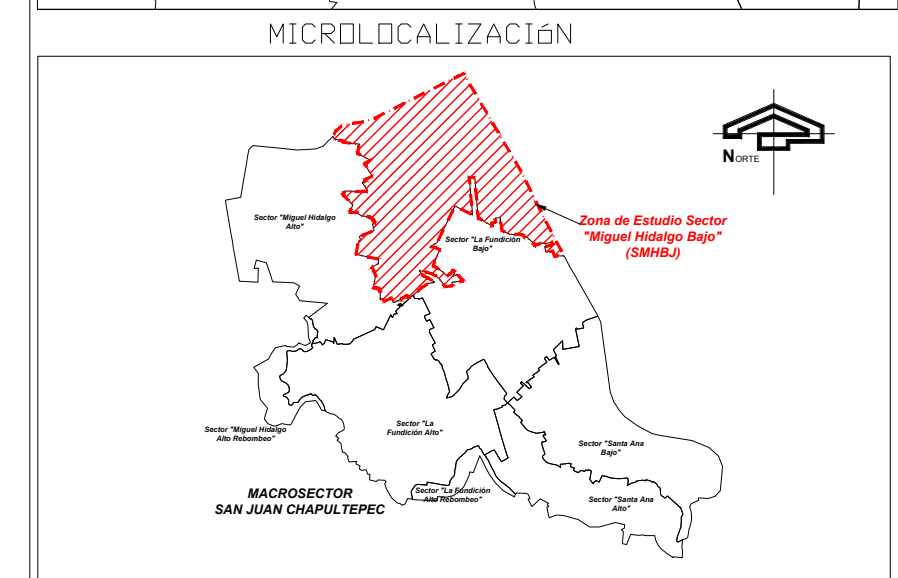 MICROLOCALIZACIóN
NORTE
Sector "Miguel Hidalgo
Alto"
Zona de Estudio Sector
"Miguel Hidalgo Bajo"
(SMHBJ)
Sector "La Fundición
Bajo"
Sector "Miguel Hidalgo
Alto Rebombeo"
Sector "La
Fundición Alto"
Sector "Santa Ana
Bajo"
MACROSECTOR
SAN JUAN CHAPULTEPEC
Sector "La Fundición
Alto Rebombeo"
Sector "Santa Ana
Alto"